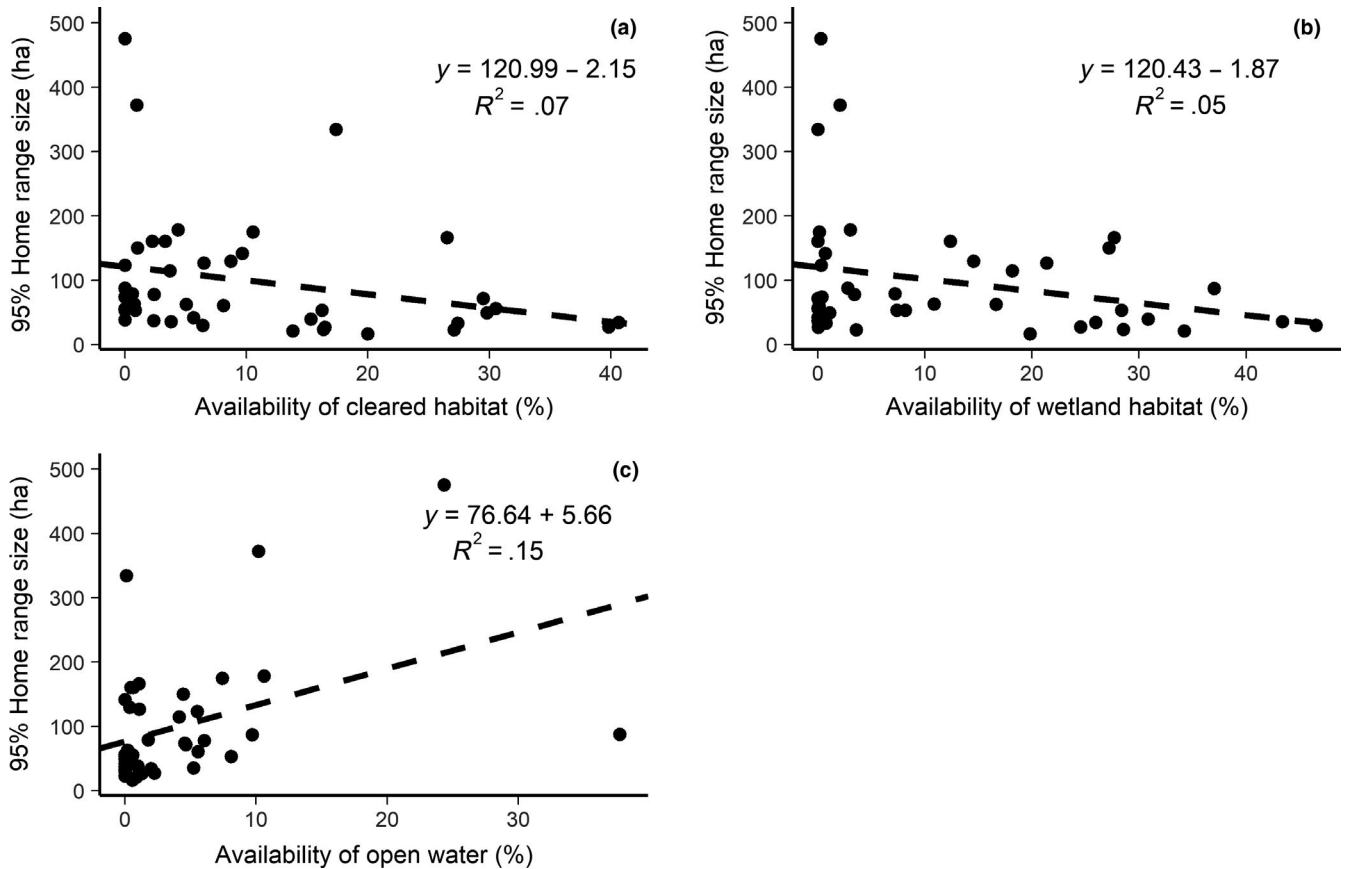 (a)
y = 120.99 – 2.15
R² = .07
95% Home range size (ha)
500
400
300
200
100
0
0 10 20 30 40
Availability of cleared habitat (%)
(b)
y = 120.43 – 1.87
R² = .05
95% Home range size (ha)
500
400
300
200
100
0
0 10 20 30 40
Availability of wetland habitat (%)
(c)
y = 76.64 + 5.66
R² = .15
95% Home range size (ha)
500
400
300
200
100
0
0 10 20 30
Availability of open water (%)